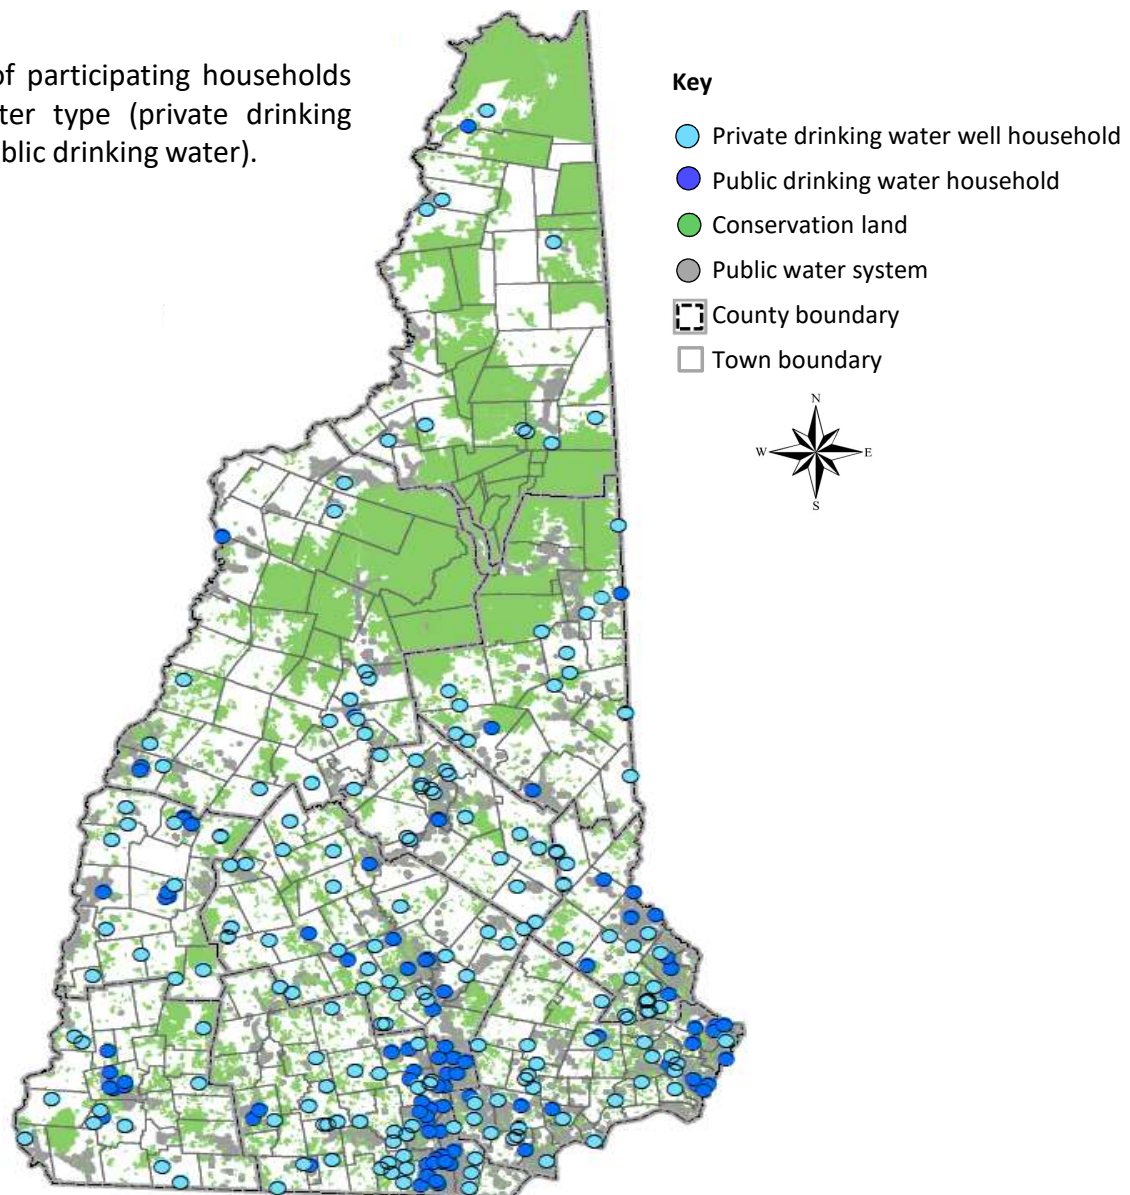 of participating households
ter type (private drinking
blic drinking water).
Key
Private drinking water well household
Public drinking water household
Conservation land
Public water system
County boundary
Town boundary
N
W E
S